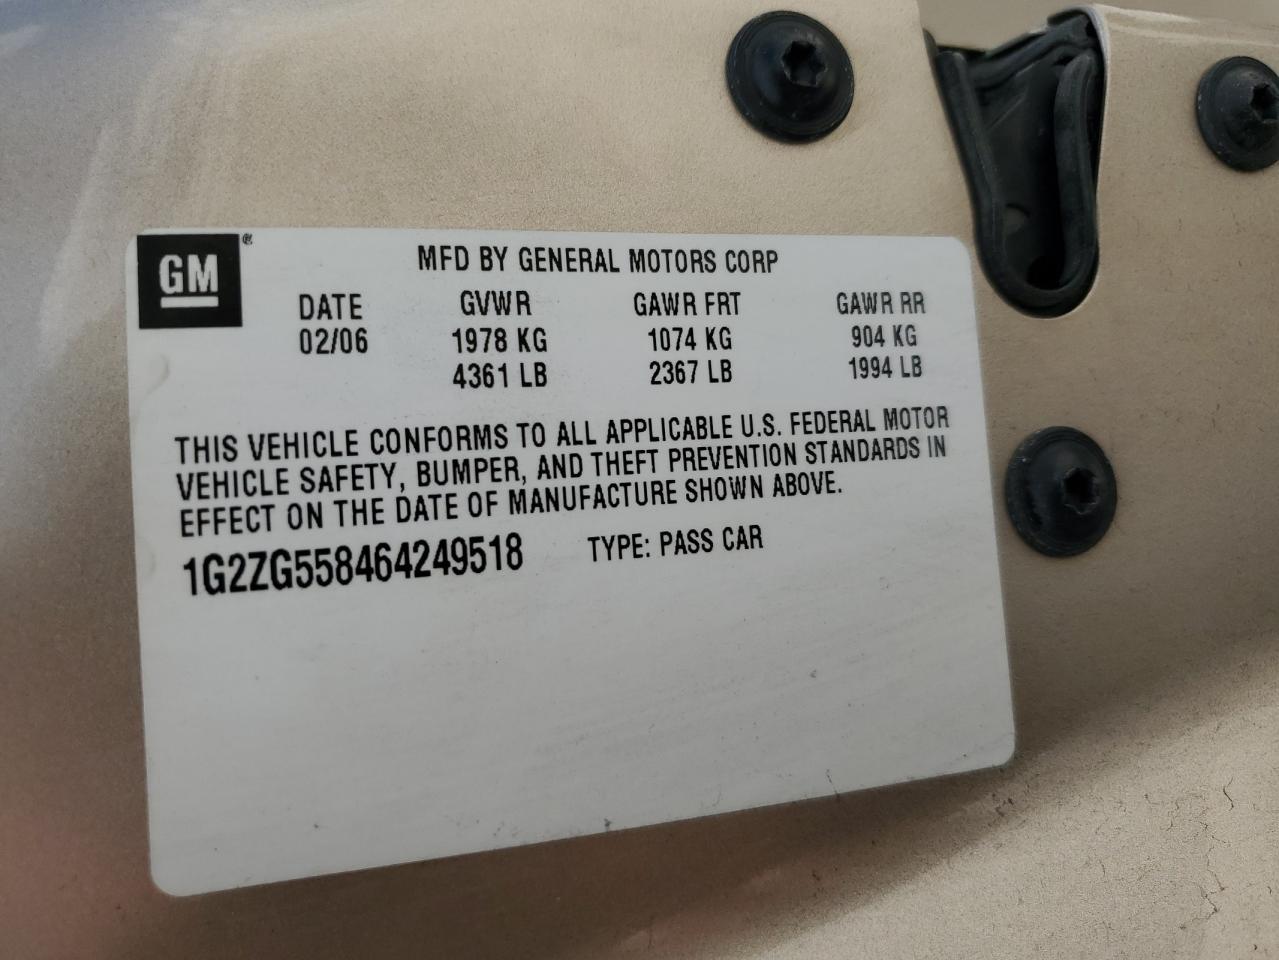 GM
MFD BY GENERAL MOTORS CORP
DATE GVWR GAWR FRT GAWR RR
02/06 1978 KG 1074 KG 904 KG
4361 LB 2367 LB 1994 LB
THIS VEHICLE CONFORMS TO ALL APPLICABLE U.S. FEDERAL MOTOR
VEHICLE SAFETY, BUMPER, AND THEFT PREVENTION STANDARDS IN
EFFECT ON THE DATE OF MANUFACTURE SHOWN ABOVE.
1G2ZG558464249518 TYPE: PASS CAR